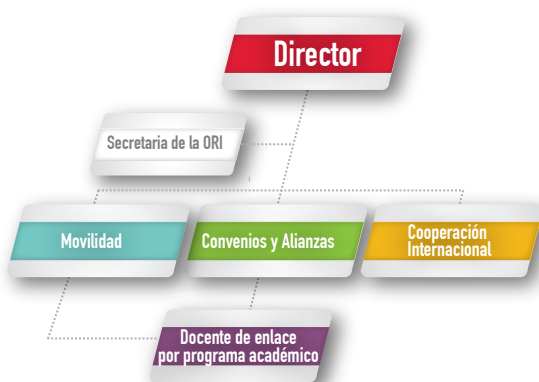 Director
Secretaria de la ORI
Movilidad
Convenios y Alianzas
Cooperación
Internacional
Docente de enlace
por programa académico